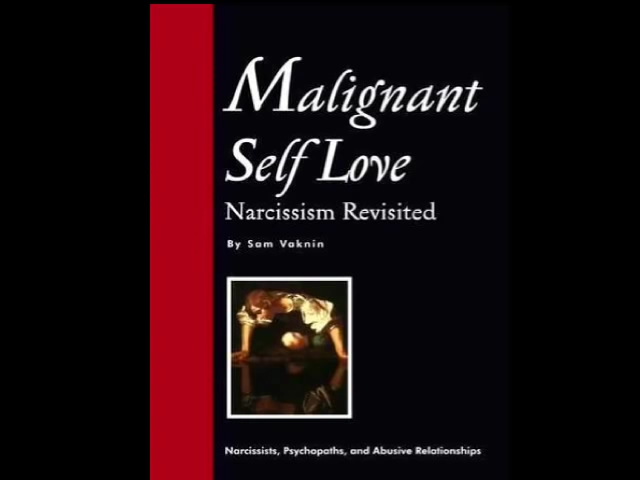 Malignant
Self Love
Narcissism Revisited
By Sam Vaknin
Narcissists, Psychopaths, and Abusive Relationships